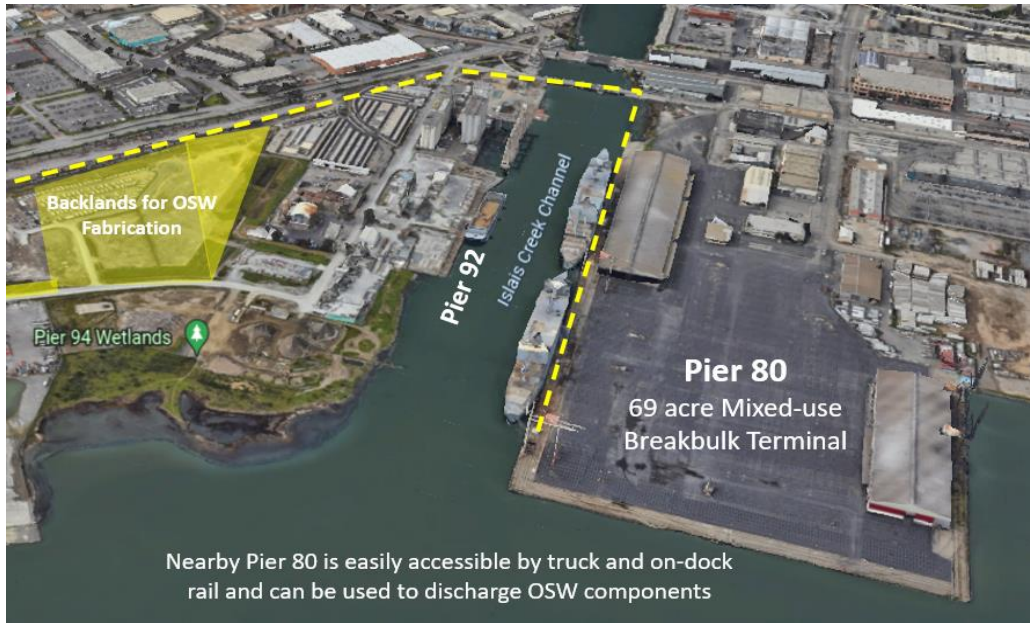 Backlands for OSW
Fabrication
Pier 94 Wetlands
Pier 92
Islais Creek Channel
Pier 80
69 acre Mixed-use
Breakbulk Terminal
Nearby Pier 80 is easily accessible by truck and on-dock
rail and can be used to discharge OSW components